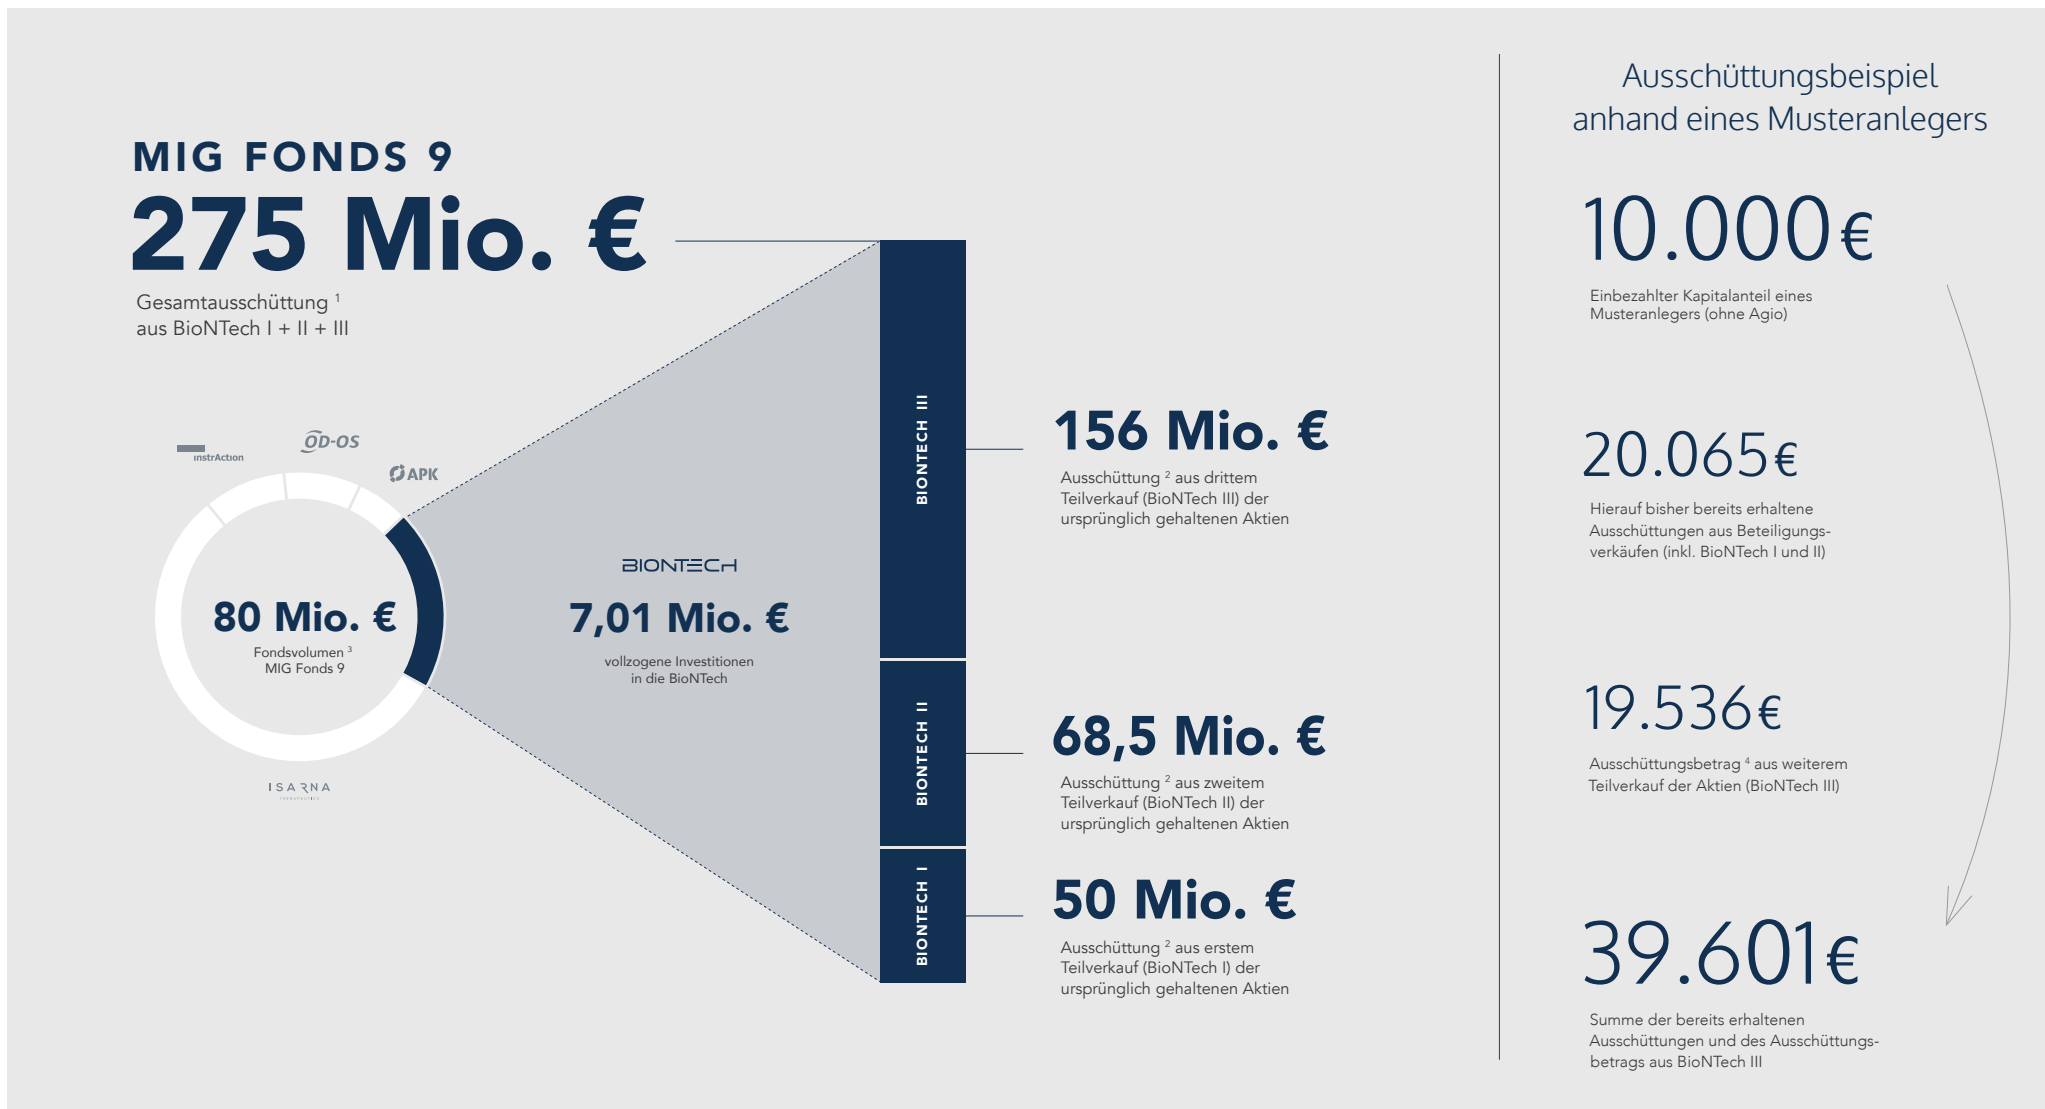 MIG FONDS 9
275 Mio. €
Gesamtausschüttung ¹
aus BioNTech I + II + III
instrAction
OD-OS
APK
80 Mio. €
Fondsvolumen ³
MIG Fonds 9
ISARNA
THERAPEUTICS
BIONTECH
7,01 Mio. €
vollzogene Investitionen
in die BioNTech
BIONTECH III
BIONTECH II
BIONTECH I
156 Mio. €
Ausschüttung ² aus drittem
Teilverkauf (BioNTech III) der
ursprünglich gehaltenen Aktien
68,5 Mio. €
Ausschüttung ² aus zweitem
Teilverkauf (BioNTech II) der
ursprünglich gehaltenen Aktien
50 Mio. €
Ausschüttung ² aus erstem
Teilverkauf (BioNTech I) der
ursprünglich gehaltenen Aktien
Ausschüttungsbeispiel
anhand eines Musteranlegers
10.000 €
Einbezahlter Kapitalanteil eines
Musteranlegers (ohne Agio)
20.065 €
Hierauf bisher bereits erhaltene
Ausschüttungen aus Beteiligungs-
verkäufen (inkl. BioNTech I und II)
19.536 €
Ausschüttungsbetrag ⁴ aus weiterem
Teilverkauf der Aktien (BioNTech III)
39.601 €
Summe der bereits erhaltenen
Ausschüttungen und des Ausschüttungs-
betrags aus BioNTech III